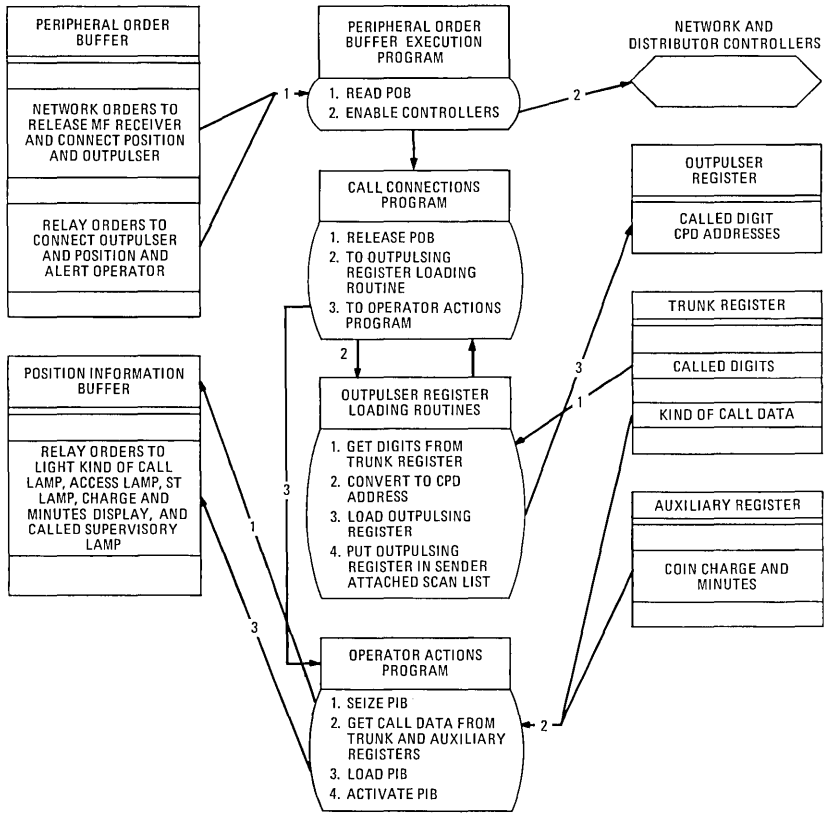 PERIPHERAL ORDER
BUFFER
NETWORK ORDERS TO
RELEASE MF RECEIVER
AND CONNECT POSITION
AND OUTPULSER
RELAY ORDERS TO
CONNECT OUTPULSER
AND POSITION AND
ALERT OPERATOR
1
PERIPHERAL ORDER
BUFFER EXECUTION
PROGRAM
1. READ POB
2. ENABLE CONTROLLERS
2
NETWORK AND
DISTRIBUTOR CONTROLLERS
CALL CONNECTIONS
PROGRAM
1. RELEASE POB
2. TO OUTPULSING
REGISTER LOADING
ROUTINE
3. TO OPERATOR ACTIONS
PROGRAM
2
3
OUTPULSER
REGISTER
CALLED DIGIT
CPD ADDRESSES
3
TRUNK REGISTER
CALLED DIGITS
KIND OF CALL DATA
1
POSITION INFORMATION
BUFFER
RELAY ORDERS TO
LIGHT KIND OF CALL
LAMP, ACCESS LAMP, ST
LAMP, CHARGE AND
MINUTES DISPLAY, AND
CALLED SUPERVISORY
LAMP
1
3
OUTPULSER REGISTER
LOADING ROUTINES
1. GET DIGITS FROM
TRUNK REGISTER
2. CONVERT TO CPD
ADDRESS
3. LOAD OUTPULSING
REGISTER
4. PUT OUTPULSING
REGISTER IN SENDER
ATTACHED SCAN LIST
AUXILIARY REGISTER
COIN CHARGE AND
MINUTES
2
OPERATOR ACTIONS
PROGRAM
1. SEIZE PIB
2. GET CALL DATA FROM
TRUNK AND AUXILIARY
REGISTERS
3. LOAD PIB
4. ACTIVATE PIB